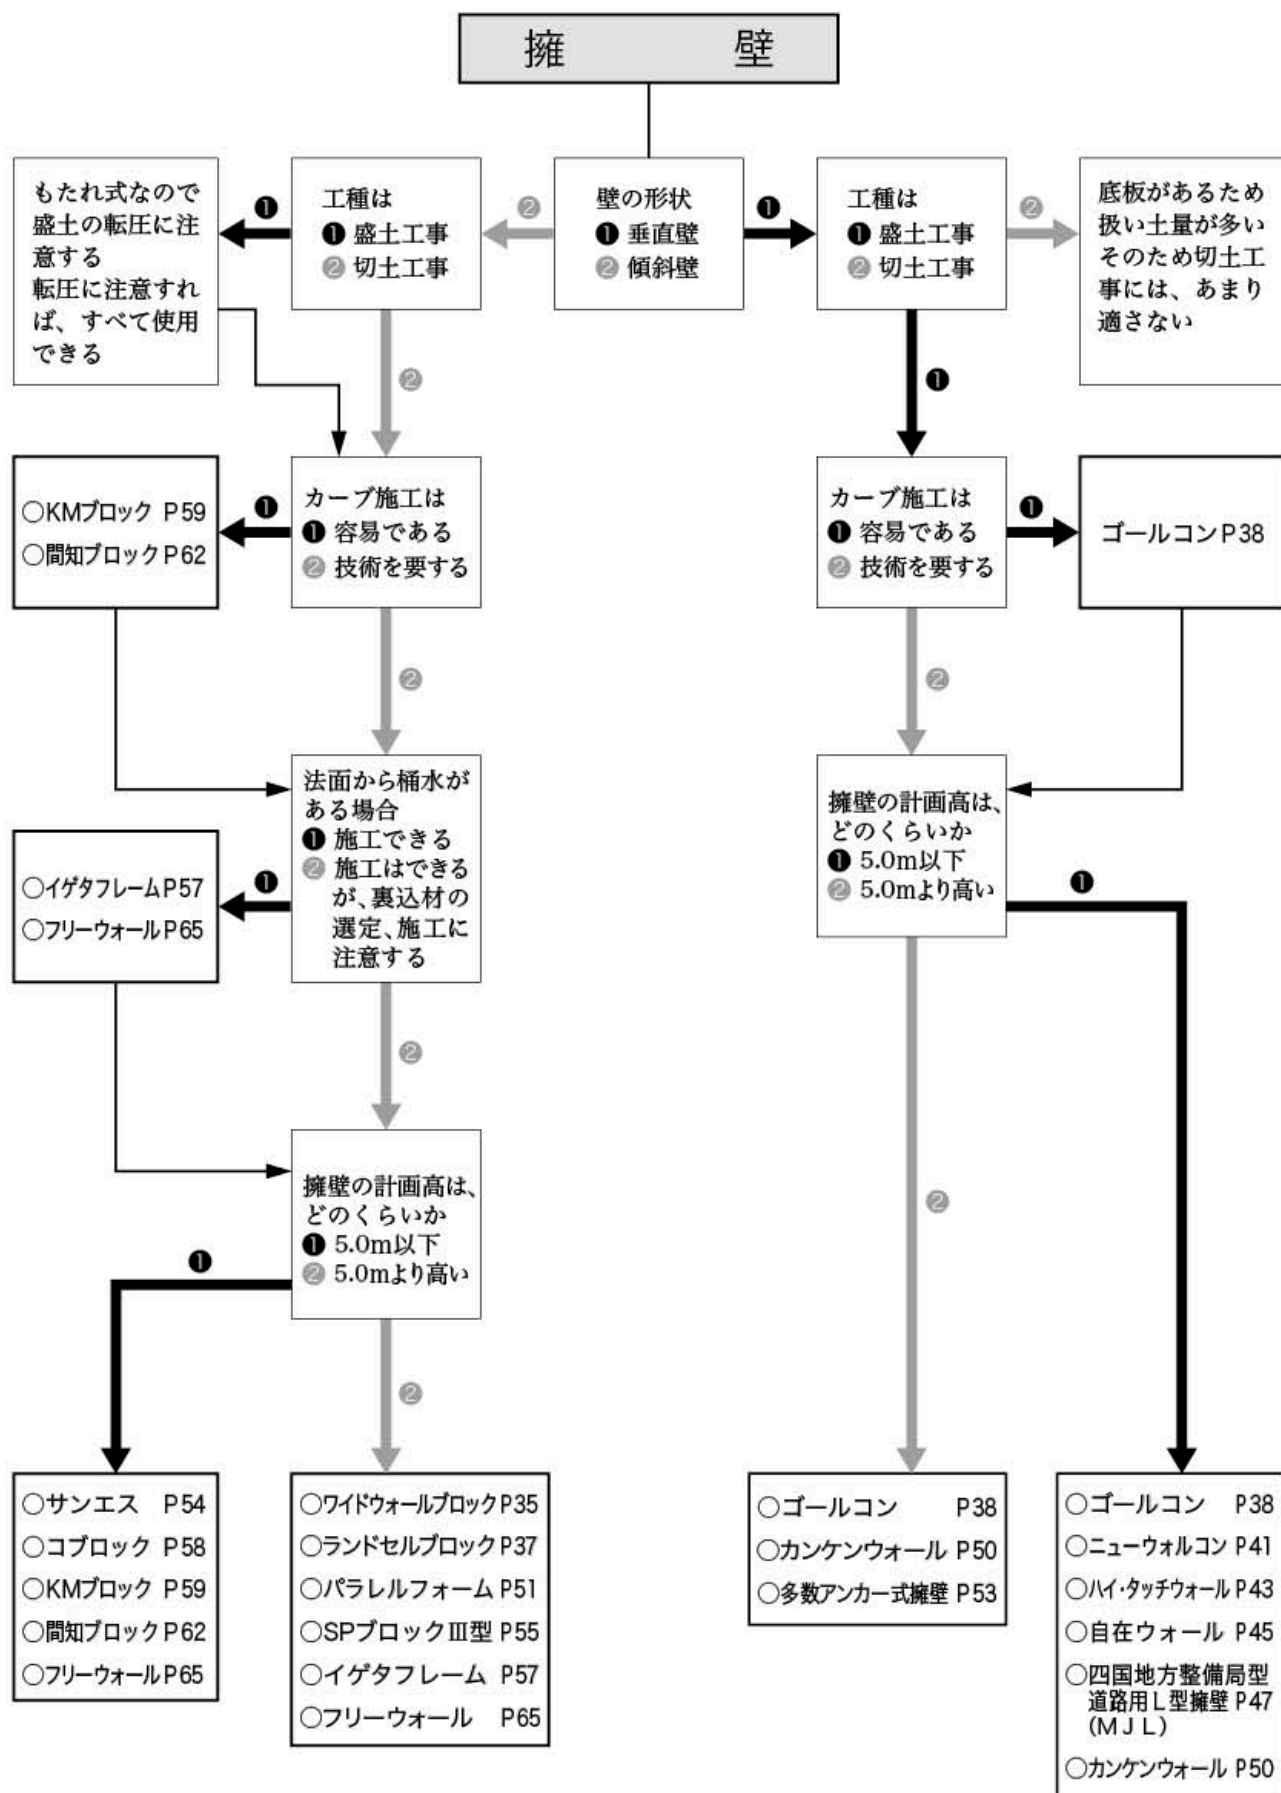 擁壁
もたれ式なので
盛土の転圧に注
意する
転圧に注意すれ
ば、すべて使用
できる
❶
工種は
❶ 盛土工事
❷ 切土工事
❷
壁の形状
❶ 垂直壁
❷ 傾斜壁
❶
工種は
❶ 盛土工事
❷ 切土工事
❷
底板があるため
扱い土量が多い
そのため切土工
事には、あまり
適さない
❷
❶
○KMブロック P59
○間知ブロック P62
❶
カーブ施工は
❶ 容易である
❷ 技術を要する
カーブ施工は
❶ 容易である
❷ 技術を要する
❶
ゴールコン P38
❷
❷
法面から桶水が
ある場合
❶ 施工できる
❷ 施工はできる
が、裏込材の
選定、施工に
注意する
❶
○イゲタフレーム P57
○フリーウォール P65
擁壁の計画高は、
どのくらいか
❶ 5.0m以下
❷ 5.0mより高い
❶
❷
擁壁の計画高は、
どのくらいか
❶ 5.0m以下
❷ 5.0mより高い
❶
❷
❷
○サンエス P54
○コブロック P58
○KMブロック P59
○間知ブロック P62
○フリーウォール P65
○ワイドウォールブロック P35
○ランドセルブロック P37
○パラレルフォーム P51
○SPブロックⅢ型 P55
○イゲタフレーム P57
○フリーウォール P65
○ゴールコン P38
○カンケンウォール P50
○多数アンカー式擁壁 P53
○ゴールコン P38
○ニューウォルコン P41
○ハイ・タッチウォール P43
○自在ウォール P45
○四国地方整備局型
道路用L型擁壁 P47
(MJL)
○カンケンウォール P50